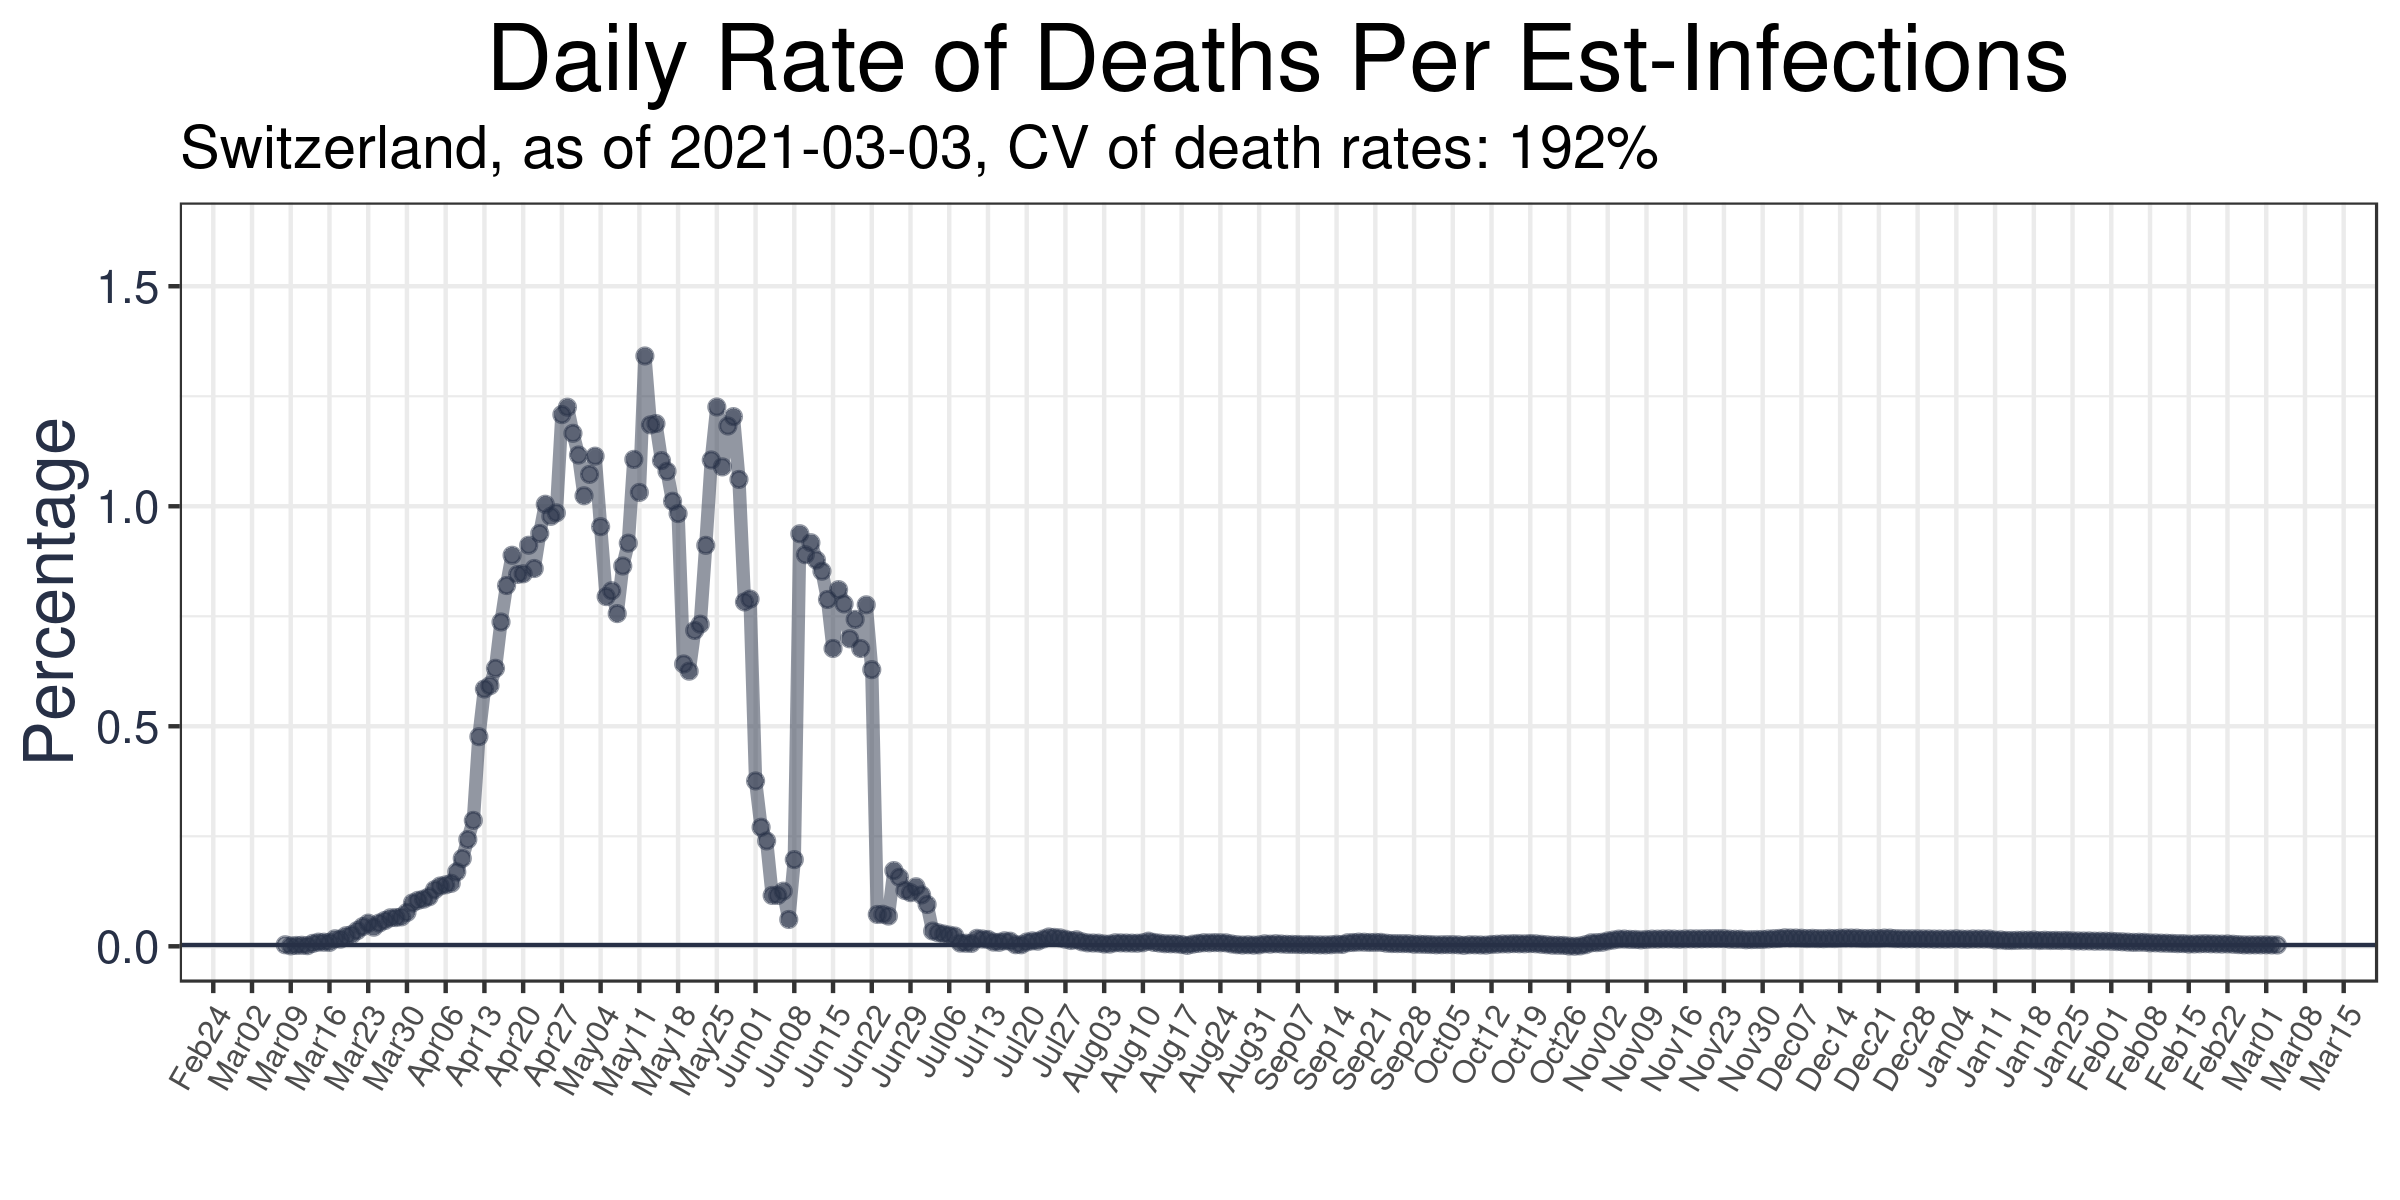 Daily Rate of Deaths Per Est-Infections
Switzerland, as of 2021-03-03, CV of death rates: 192%
Percentage
1.5
1.0
0.5
0.0
Feb24
Mar02
Mar09
Mar16
Mar23
Mar30
Apr06
Apr13
Apr20
Apr27
May04
May11
May18
May25
Jun01
Jun08
Jun15
Jun22
Jun29
Jul06
Jul13
Jul20
Jul27
Aug03
Aug10
Aug17
Aug24
Aug31
Sep07
Sep14
Sep21
Sep28
Oct05
Oct12
Oct19
Oct26
Nov02
Nov09
Nov16
Nov23
Nov30
Dec07
Dec14
Dec21
Dec28
Jan04
Jan11
Jan18
Jan25
Feb01
Feb08
Feb15
Feb22
Mar01
Mar08
Mar15